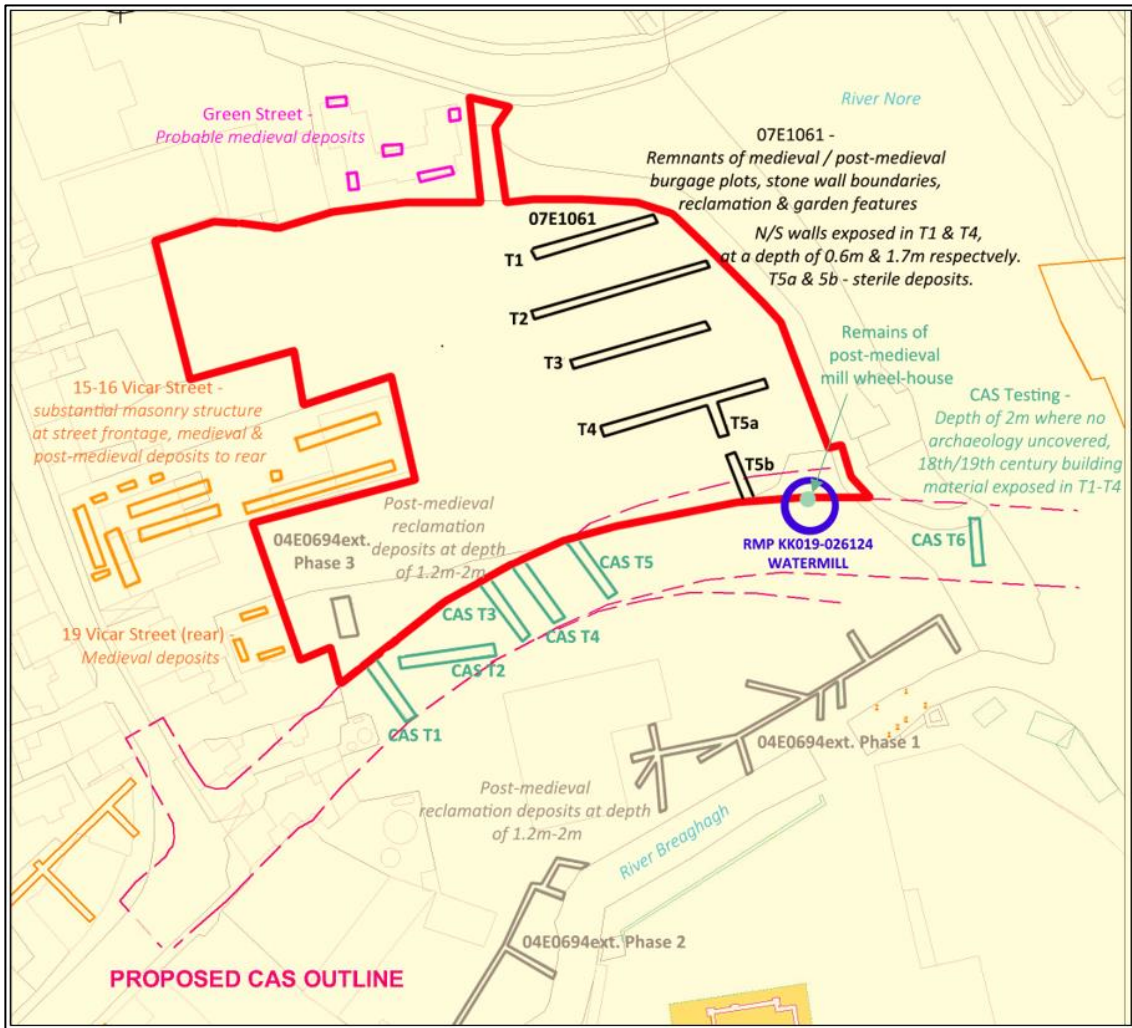 Green Street -
Probable medieval deposits
River Nore
07E1061 -
Remnants of medieval / post-medieval
burgage plots, stone wall boundaries,
reclamation & garden features
N/S walls exposed in T1 & T4,
at a depth of 0.6m & 1.7m respectvely.
T5a & 5b - sterile deposits.
07E1061
T1
T2
T3
T4
T5a
T5b
Remains of
post-medieval
mill wheel-house
CAS Testing -
Depth of 2m where no
archaeology uncovered,
18th/19th century building
material exposed in T1-T4
15-16 Vicar Street -
substantial masonry structure
at street frontage, medieval &
post-medieval deposits to rear
Post-medieval
reclamation
deposits at depth
of 1.2m-2m
04E0694ext.
Phase 3
RMP KK019-026124
WATERMILL
CAS T6
CAS T5
CAS T3
CAS T4
CAS T2
CAS T1
19 Vicar Street (rear) -
Medieval deposits
04E0694ext. Phase 1
Post-medieval
reclamation deposits at depth
of 1.2m-2m
River Breaghagh
04E0694ext. Phase 2
PROPOSED CAS OUTLINE